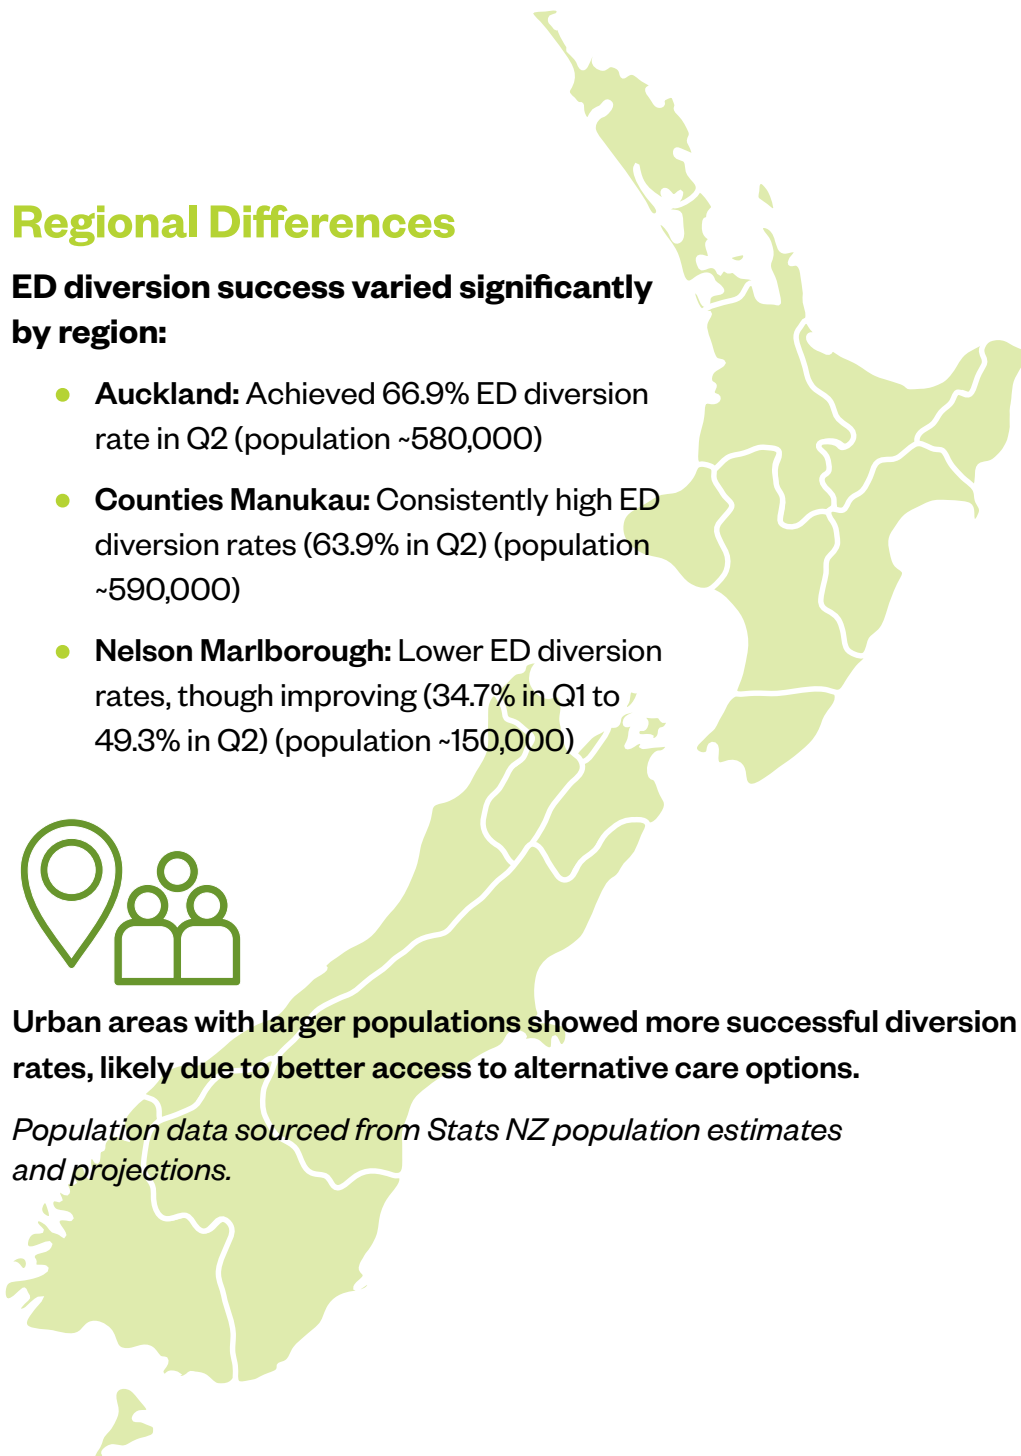 Regional Differences
ED diversion success varied significantly
by region:
• Auckland: Achieved 66.9% ED diversion
rate in Q2 (population ~580,000)
• Counties Manukau: Consistently high ED
diversion rates (63.9% in Q2) (population
~590,000)
• Nelson Marlborough: Lower ED diversion
rates, though improving (34.7% in Q1 to
49.3% in Q2) (population ~150,000)
Urban areas with larger populations showed more successful diversion
rates, likely due to better access to alternative care options.
Population data sourced from Stats NZ population estimates
and projections.